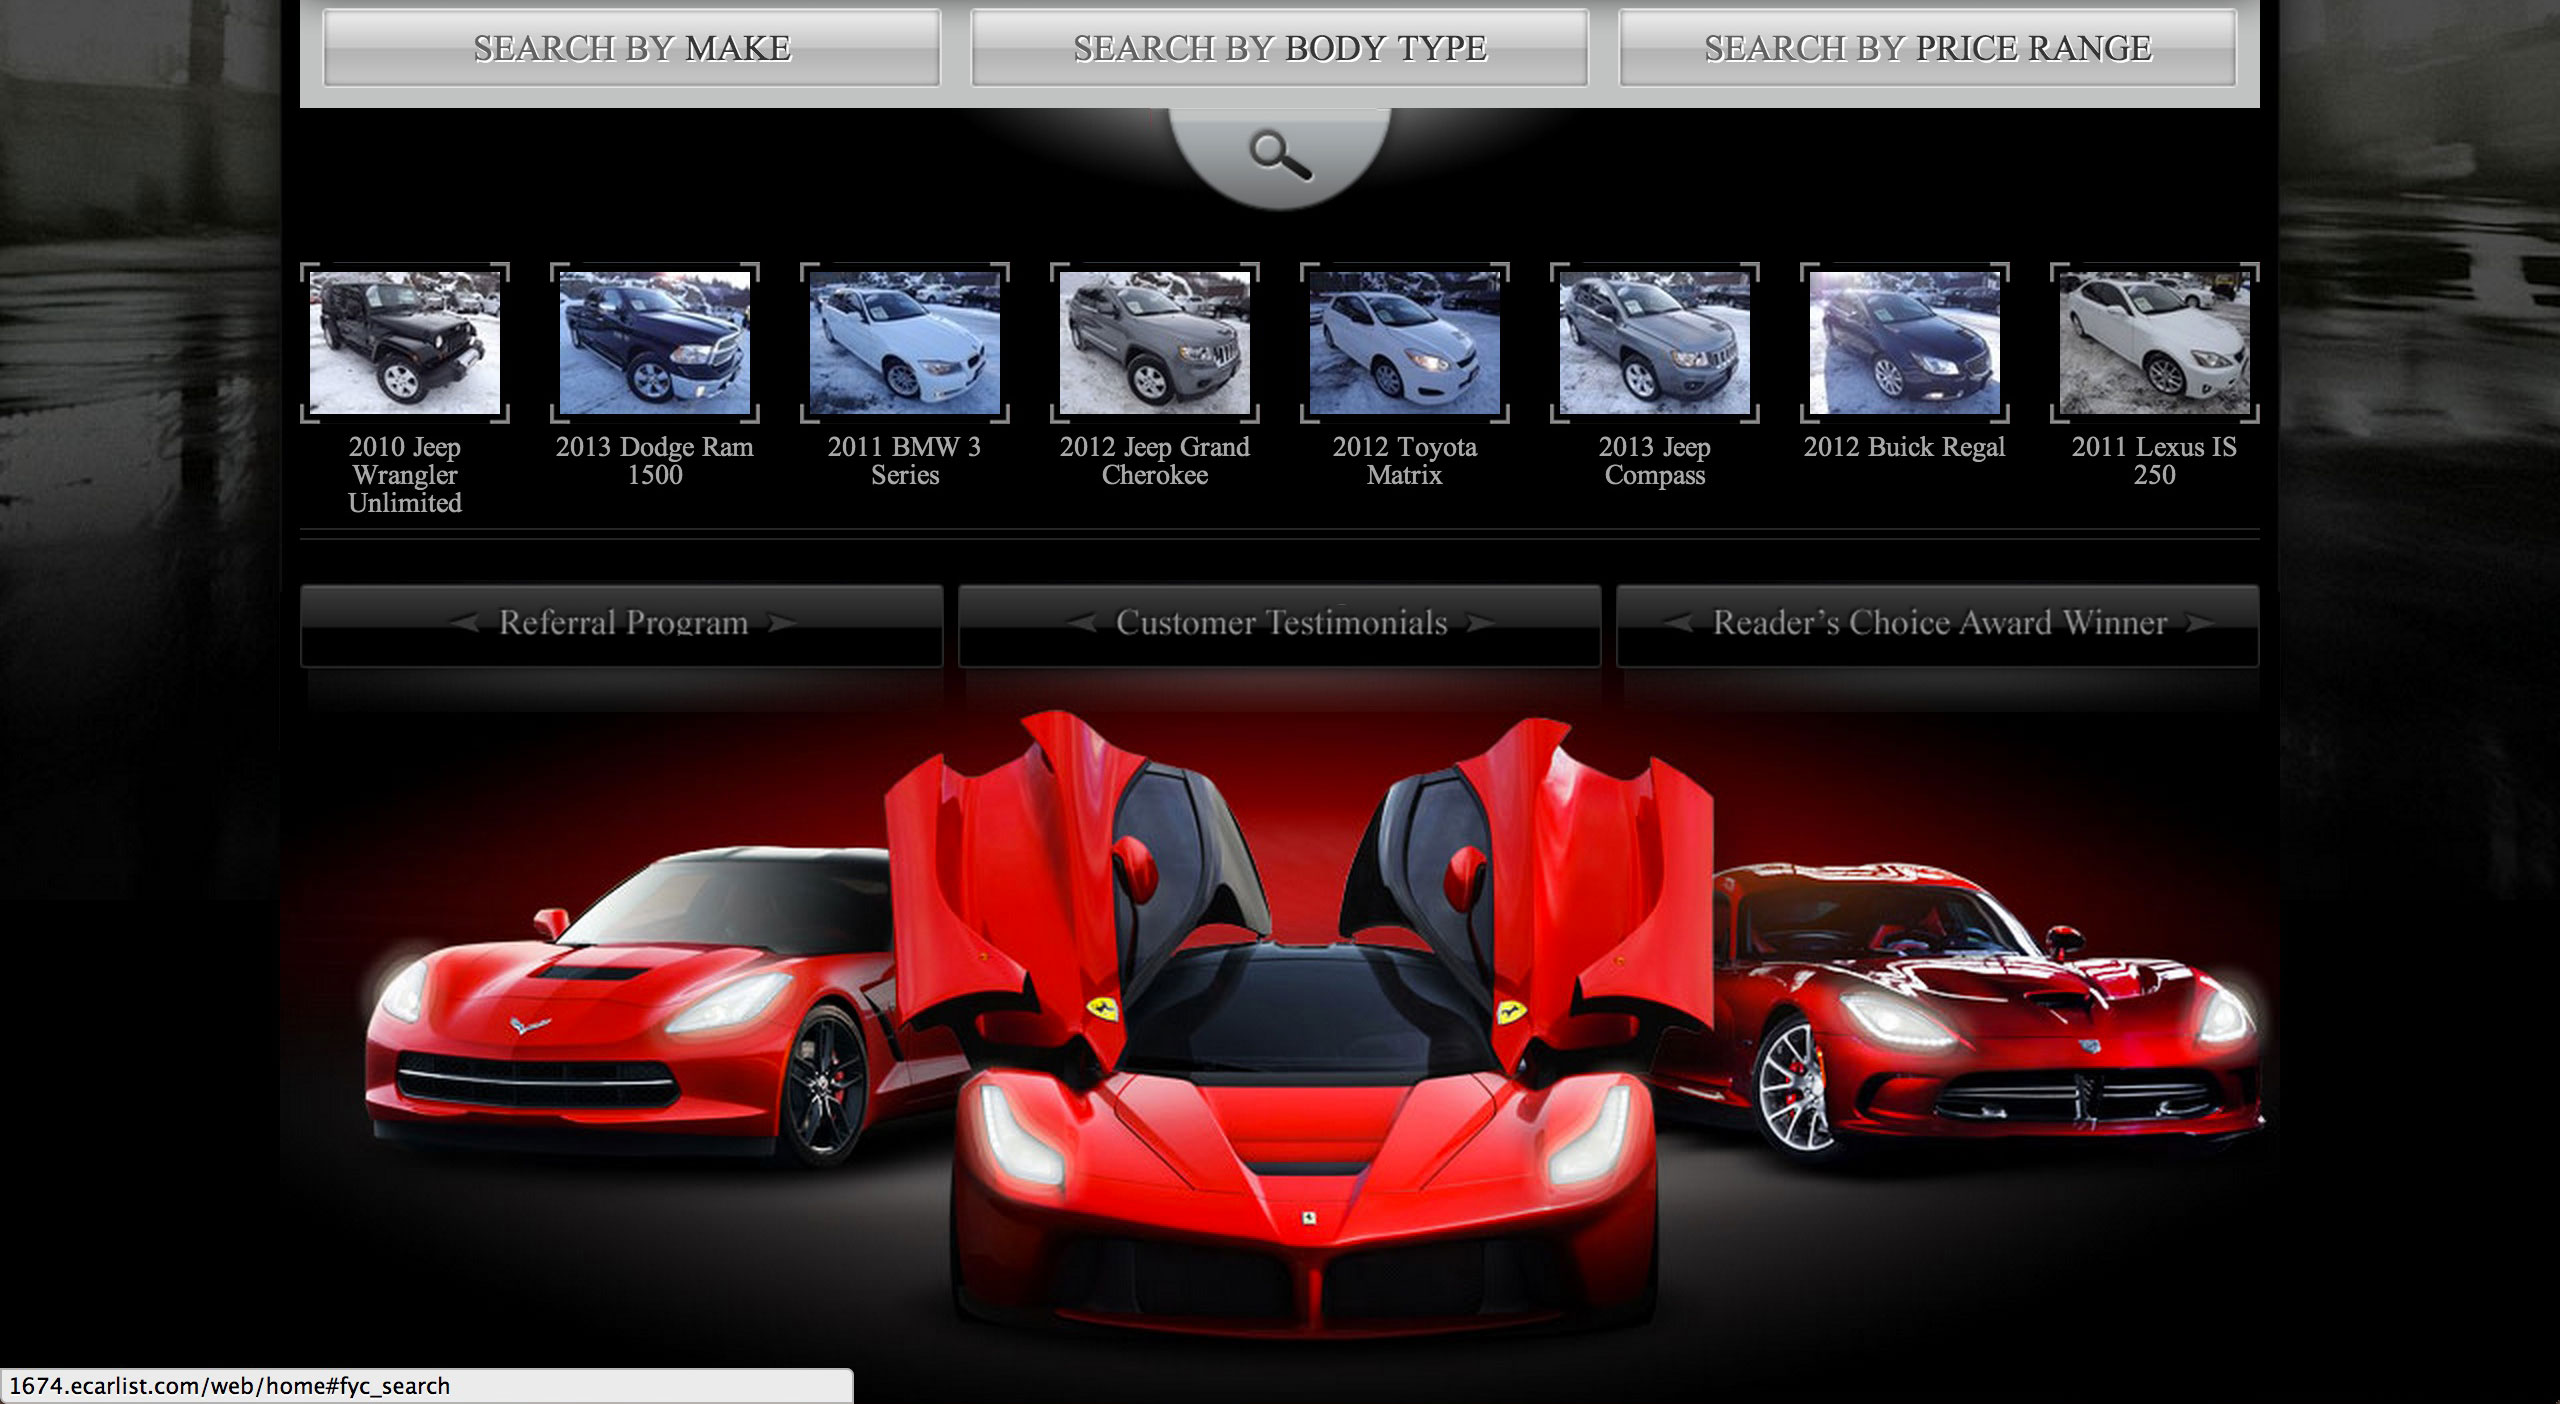 SEARCH BY MAKE
SEARCH BY BODY TYPE
SEARCH BY PRICE RANGE
2010 Jeep
Wrangler
Unlimited
2013 Dodge Ram
1500
2011 BMW 3
Series
2012 Jeep Grand
Cherokee
2012 Toyota
Matrix
2013 Jeep
Compass
2012 Buick Regal
2011 Lexus IS
250
Referral Program
Customer Testimonials
Reader’s Choice Award Winner
1674.ecarlist.com/web/home#fyc_search